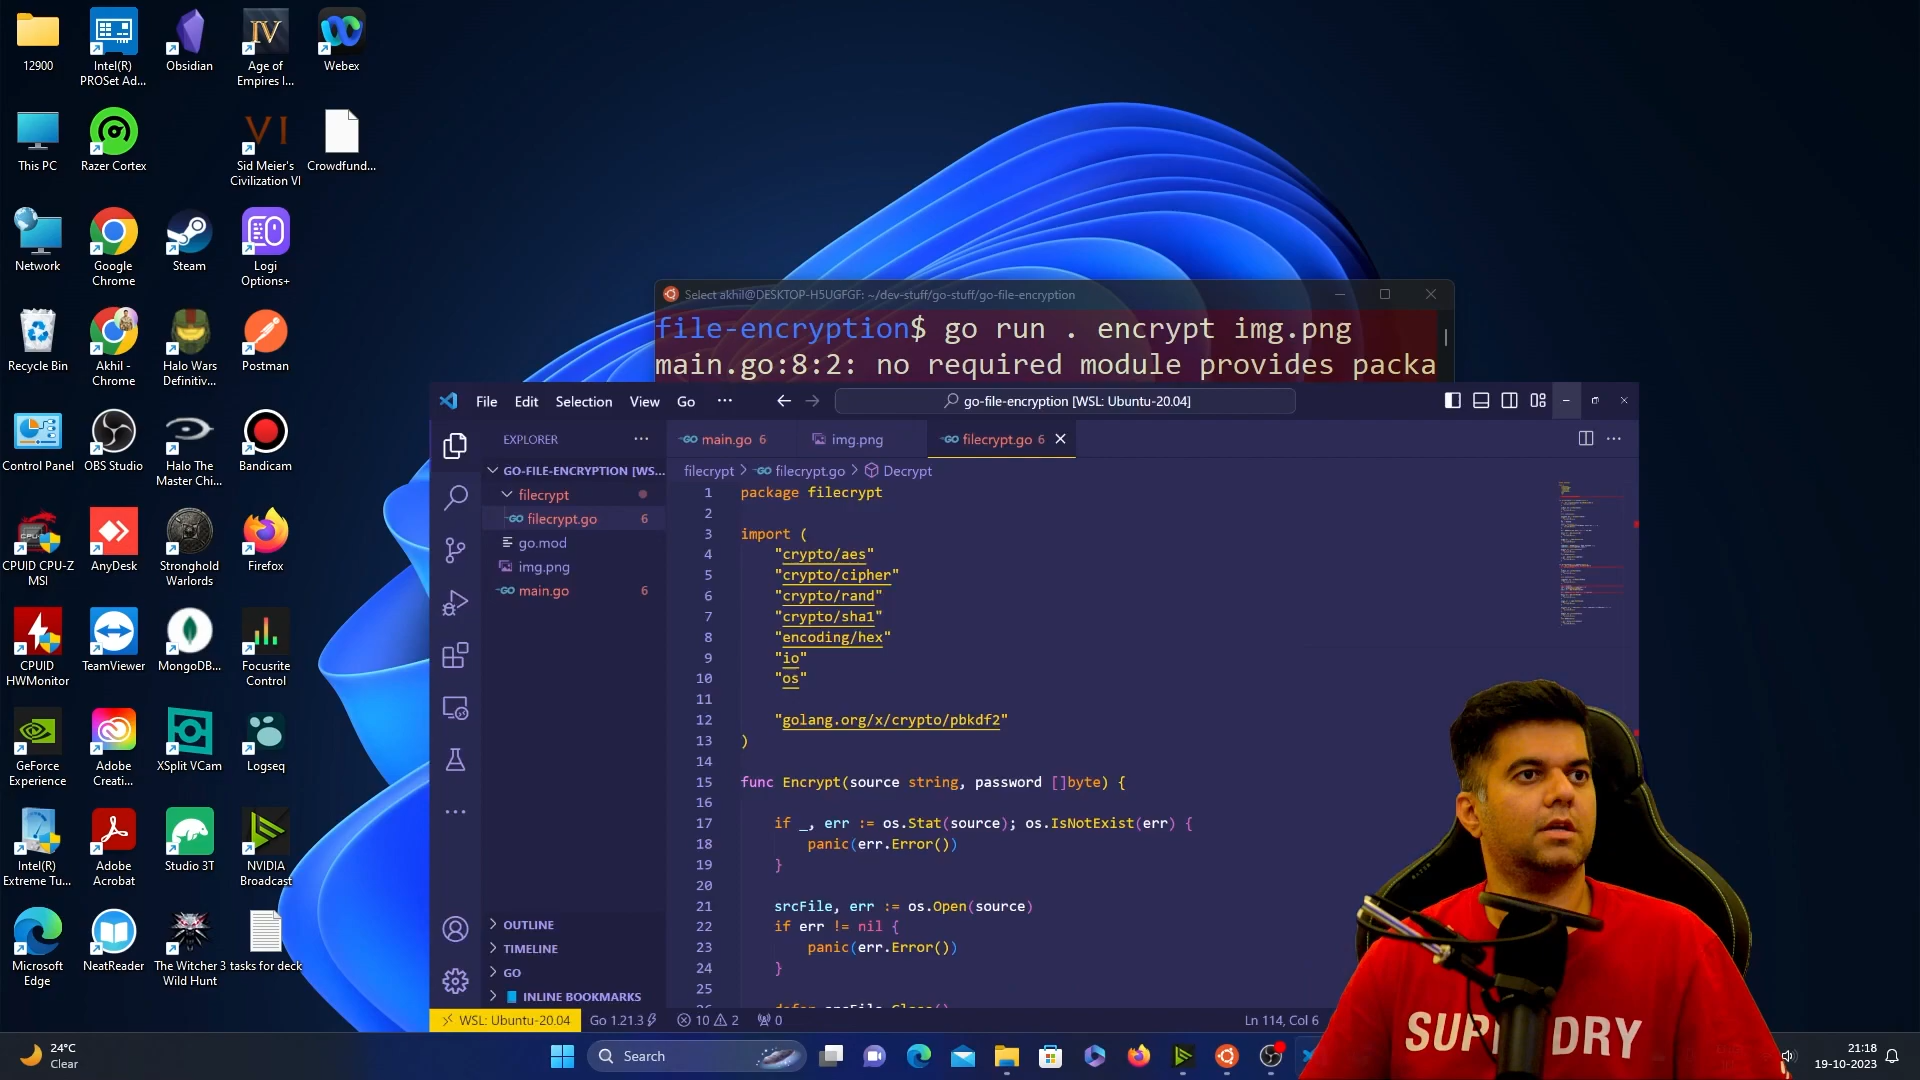 12900
Intel(R)
PROSet Ad...
Obsidian
IV
Age of
Empires I...
Webex
This PC
Razer Cortex
VI
Sid Meier's
Civilization VI
Crowdfund...
Network
Google
Chrome
Steam
Logi
Options+
Recycle Bin
Akhil -
Chrome
Halo Wars
Definitiv...
Postman
Control Panel
OBS Studio
Halo The
Master Chi...
Bandicam
CPUID CPU-Z
MSI
AnyDesk
Stronghold
Warlords
Firefox
CPUID
HWMonitor
TeamViewer
MongoDB...
Focusrite
Control
GeForce
Experience
Adobe
Creati...
XSplit VCam
Logseq
Intel(R)
Extreme Tu...
Adobe
Acrobat
Studio 3T
NVIDIA
Broadcast
Microsoft
Edge
NeatReader
The Witcher 3
Wild Hunt
tasks for deck
Select akhil@DESKTOP-H5UGFGF: ~/dev-stuff/go-stuff/go-file-encryption
file-encryption$ go run . encrypt img.png
main.go:8:2: no required module provides packa
File Edit Selection View Go ···
go-file-encryption [WSL: Ubuntu-20.04]
EXPLORER
GO-FILE-ENCRYPTION [WS...
filecrypt
filecrypt.go 6
go.mod
img.png
main.go 6
OUTLINE
TIMELINE
GO
INLINE BOOKMARKS
main.go 6
img.png
filecrypt.go 6
filecrypt > filecrypt.go > Decrypt
1 package filecrypt
2
3 import (
4 "crypto/aes"
5 "crypto/cipher"
6 "crypto/rand"
7 "crypto/sha1"
8 "encoding/hex"
9 "io"
10 "os"
11
12 "golang.org/x/crypto/pbkdf2"
13 )
14
15 func Encrypt(source string, password []byte) {
16
17 if _, err := os.Stat(source); os.IsNotExist(err) {
18 panic(err.Error())
19 }
20
21 srcFile, err := os.Open(source)
22 if err != nil {
23 panic(err.Error())
24 }
25
26 defer srcFile.Close()
WSL: Ubuntu-20.04 Go 1.21.3 10 2 0
Ln 114, Col 6
SUP DRY
24°C
Clear
Search
21:18
19-10-2023